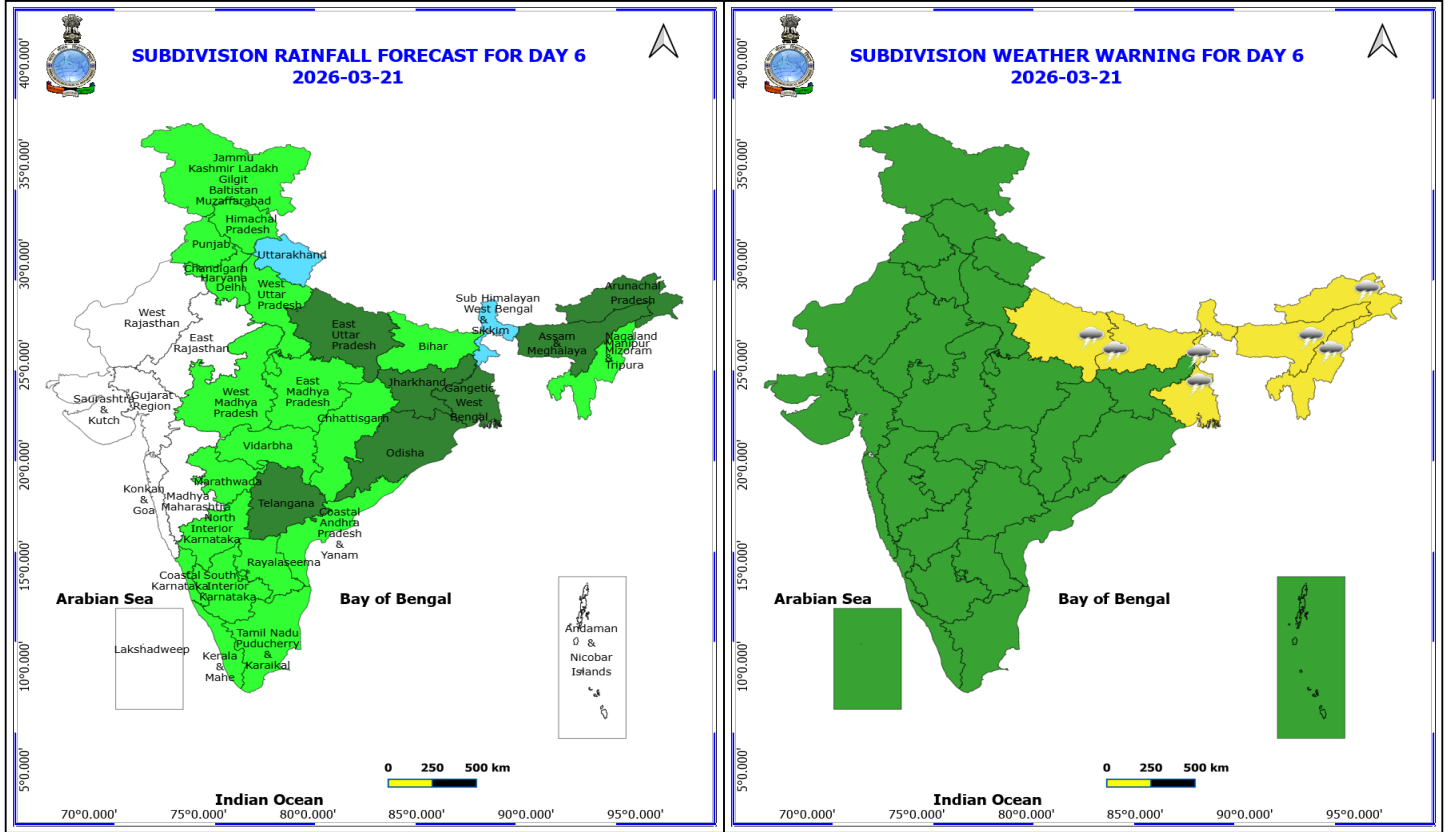 SUBDIVISION RAINFALL FORECAST FOR DAY 6
2026-03-21
40°0.000'
35°0.000'
30°0.000'
25°0.000'
20°0.000'
15°0.000'
10°0.000'
5°0.000'
Jammu
Kashmir Ladakh
Gilgit
Baltistan
Muzaffarabad
Himachal
Pradesh
Punjab
Uttarakhand
Chandigarh
Haryana
Delhi
West
Uttar
Pradesh
West
Rajasthan
East
Rajasthan
East
Uttar
Pradesh
Bihar
Sub Himalayan
West Bengal
&
Sikkim
Arunachal
Pradesh
Assam
&
Meghalaya
Nagaland
Manipur
Mizoram
&
Tripura
Saurashtra
&
Kutch
Gujarat
Region
West
Madhya
Pradesh
East
Madhya
Pradesh
Jharkhand
Gangetic
West
Bengal
Chhattisgarh
Vidarbha
Odisha
Konkan
&
Goa
Madhya
Maharashtra
Marathwada
Telangana
North
Interior
Karnataka
Coastal
Andhra
Pradesh
&
Yanam
Rayalaseema
Coastal
Karnataka
South
Interior
Karnataka
Arabian Sea
Bay of Bengal
Lakshadweep
Kerala
&
Mahe
Tamil Nadu
Puducherry
&
Karaikal
Andaman
&
Nicobar
Islands
0 250 500 km
Indian Ocean
70°0.000' 75°0.000' 80°0.000' 85°0.000' 90°0.000' 95°0.000'
SUBDIVISION WEATHER WARNING FOR DAY 6
2026-03-21
40°0.000'
35°0.000'
30°0.000'
25°0.000'
20°0.000'
15°0.000'
10°0.000'
5°0.000'
Arabian Sea
Bay of Bengal
0 250 500 km
Indian Ocean
70°0.000' 75°0.000' 80°0.000' 85°0.000' 90°0.000' 95°0.000'